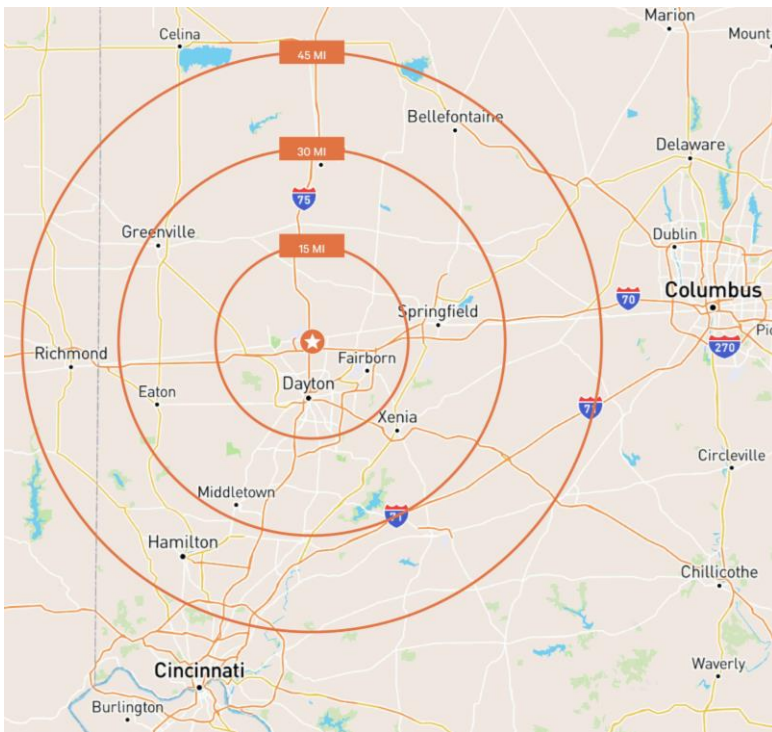 Marion
Celina
Mount
45 MI
Bellefontaine
Delaware
30 MI
75
Greenville
Dublin
15 MI
Columbus
70
Springfield
Pic
270
Richmond
Fairborn
Dayton
Eaton
71
Xenia
Circleville
Middletown
71
Hamilton
Chillicothe
Waverly
Cincinnati
Burlington